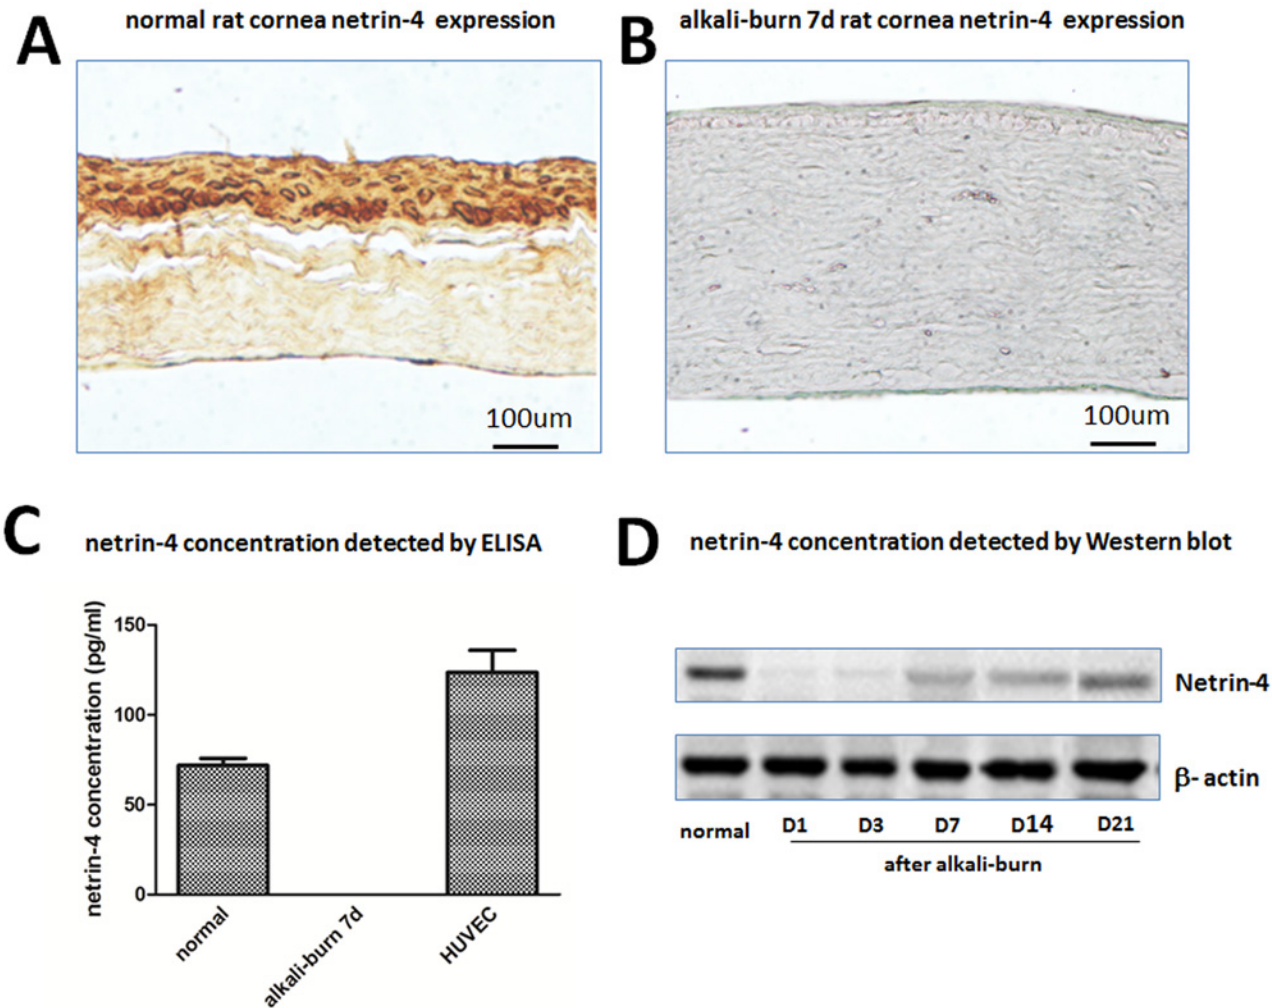 A
normal rat cornea netrin-4 expression
100um
B
alkali-burn 7d rat cornea netrin-4 expression
100um
C
netrin-4 concentration detected by ELISA
netrin-4 concentration (pg/ml)
150
100
50
0
normal
alkali-burn 7d
HUVEC
D
netrin-4 concentration detected by Western blot
Netrin-4
β- actin
normal D1 D3 D7 D14 D21
after alkali-burn